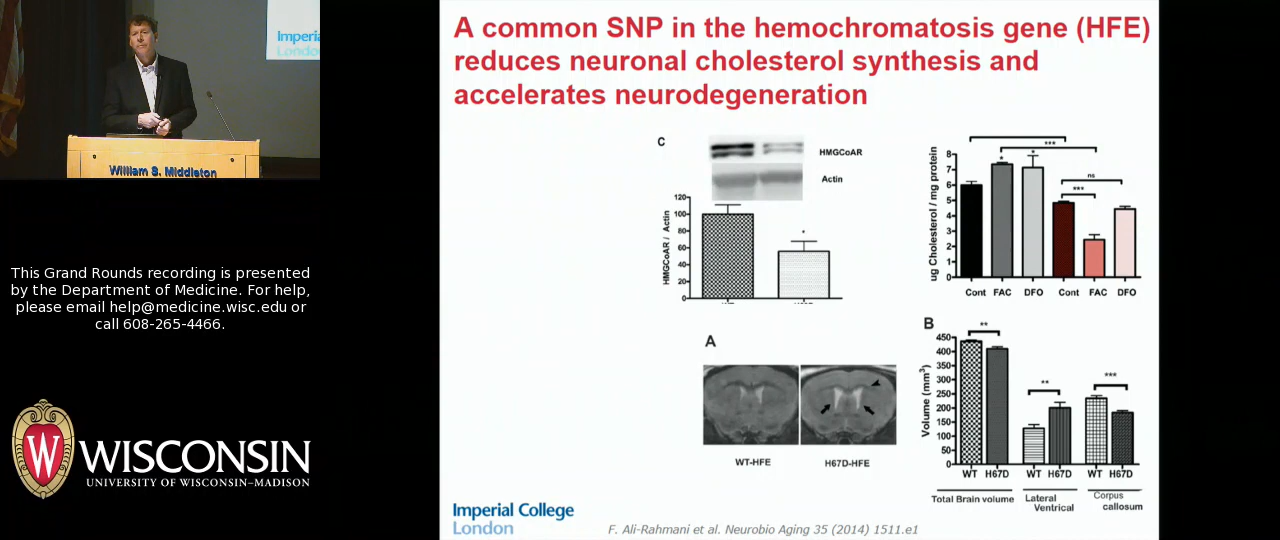 Imperia
London
William S. Middleton
This Grand Rounds recording is presented
by the Department of Medicine. For help,
please email help@medicine.wisc.edu or
call 608-265-4466.
W
WISCONSIN
UNIVERSITY OF WISCONSIN–MADISON
A common SNP in the hemochromatosis gene (HFE)
reduces neuronal cholesterol synthesis and
accelerates neurodegeneration
C
HMGCoAR
Actin
HMGCoAR / Actin
120
100
80
60
40
20
0
*
ug Cholesterol / mg protein
8
7
6
5
4
3
2
1
0
***
* *
ns
***
Cont FAC DFO Cont FAC DFO
A
WT-HFE H67D-HFE
B
Volume (mm3)
450
400
350
300
250
200
150
100
50
0
**
**
***
WT H67D WT H67D WT H67D
Total Brain volume
Lateral
Ventrical
Corpus
callosum
Imperial College
London
F. Ali-Rahmani et al. Neurobio Aging 35 (2014) 1511.e1